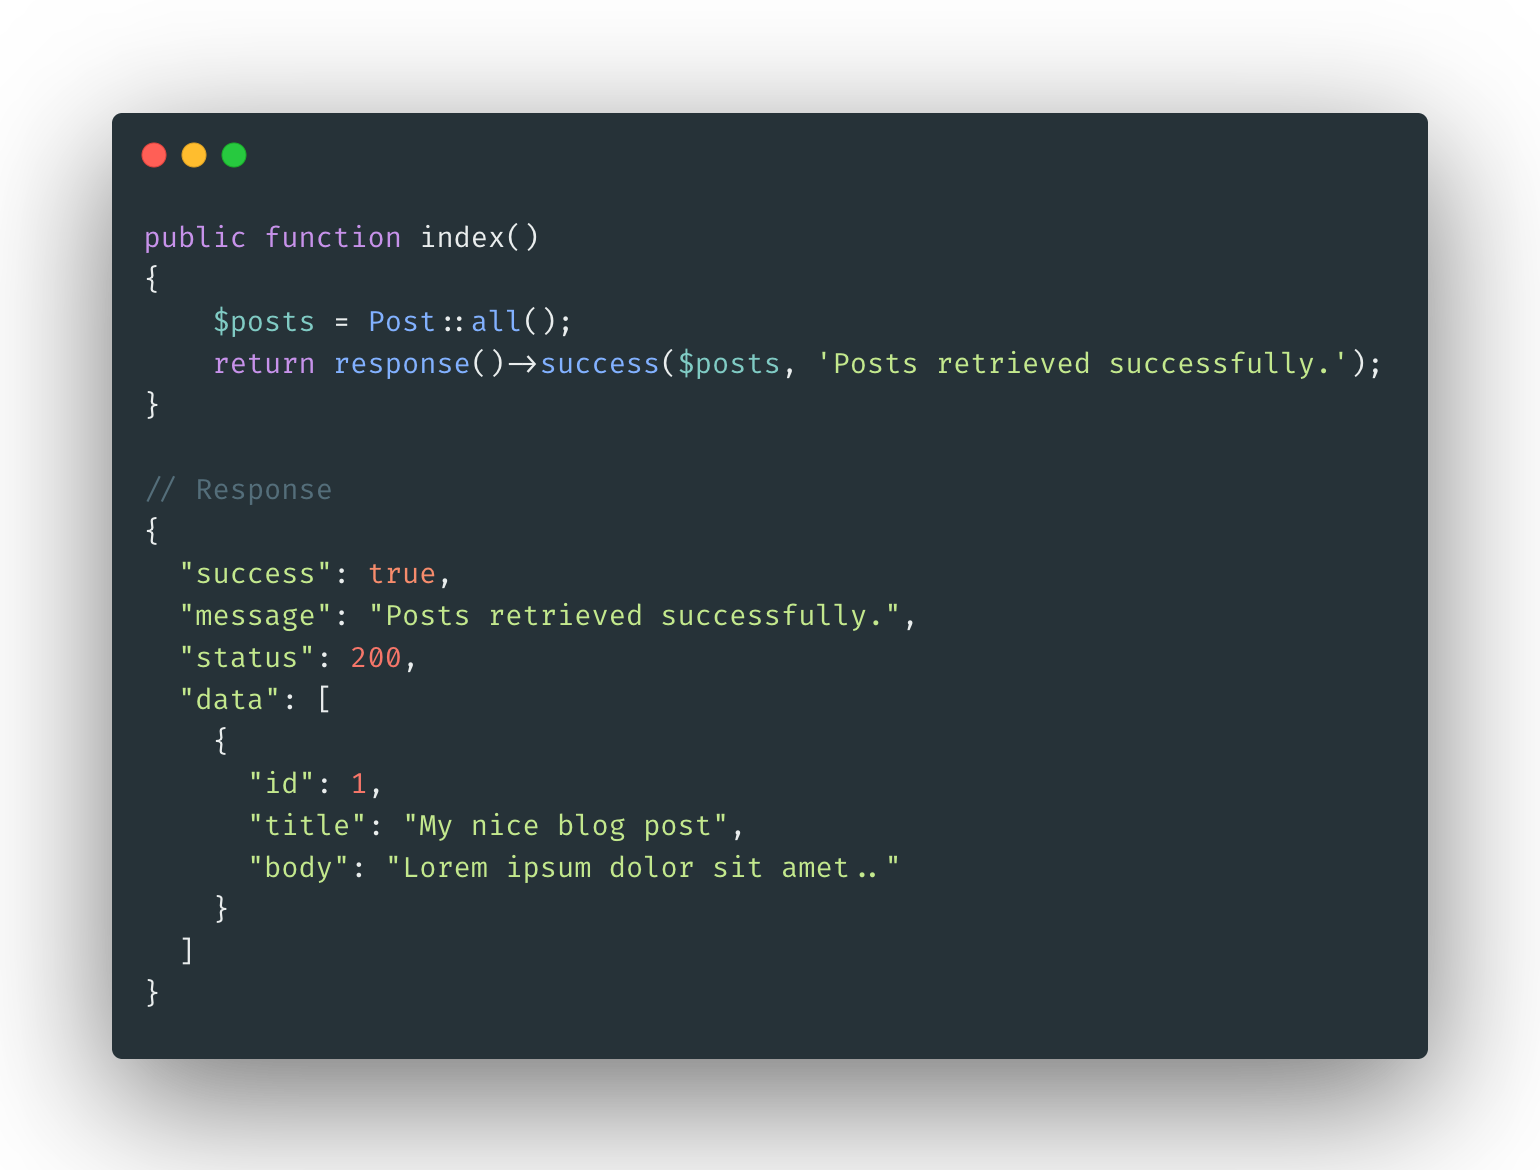 public function index()
{
    $posts = Post::all();
    return response()->success($posts, 'Posts retrieved successfully.');
}

// Response
{
  "success": true,
  "message": "Posts retrieved successfully.",
  "status": 200,
  "data": [
    {
      "id": 1,
      "title": "My nice blog post",
      "body": "Lorem ipsum dolor sit amet.."
    }
  ]
}